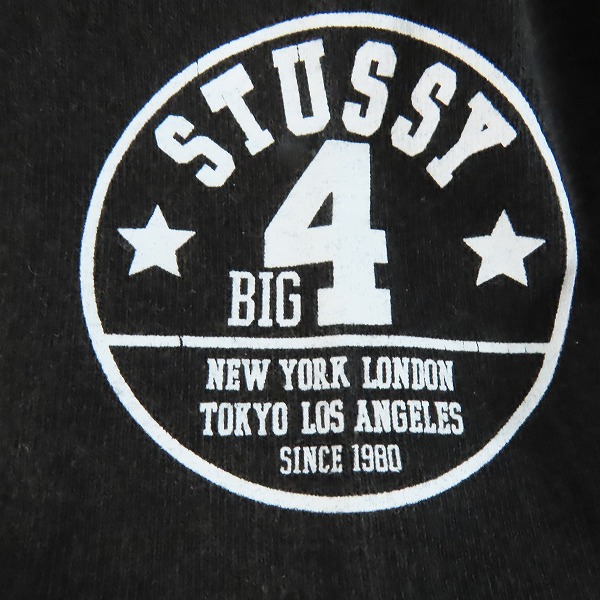 STUSSY
BIG 4
NEW YORK LONDON
TOKYO LOS ANGELES
SINCE 1980